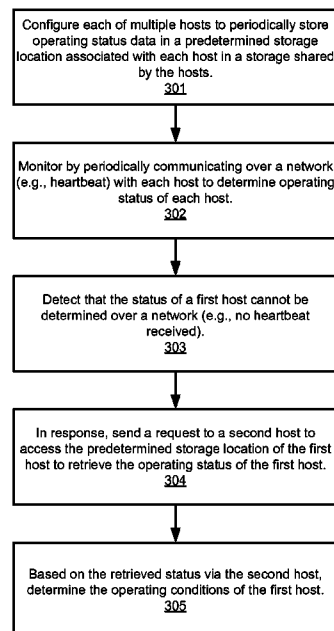 Configure each of multiple hosts to periodically store
operating status data in a predetermined storage
location associated with each host in a storage shared
by the hosts.
301
Monitor by periodically communicating over a network
(e.g., heartbeat) with each host to determine operating
status of each host.
302
Detect that the status of a first host cannot be
determined over a network (e.g., no heartbeat
received).
303
In response, send a request to a second host to
access the predetermined storage location of the first
host to retrieve the operating status of the first host.
304
Based on the retrieved status via the second host,
determine the operating conditions of the first host.
305